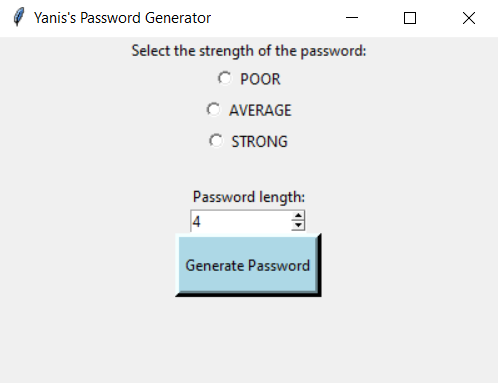 Yanis's Password Generator
Select the strength of the password:
POOR
AVERAGE
STRONG
Password length:
4
Generate Password